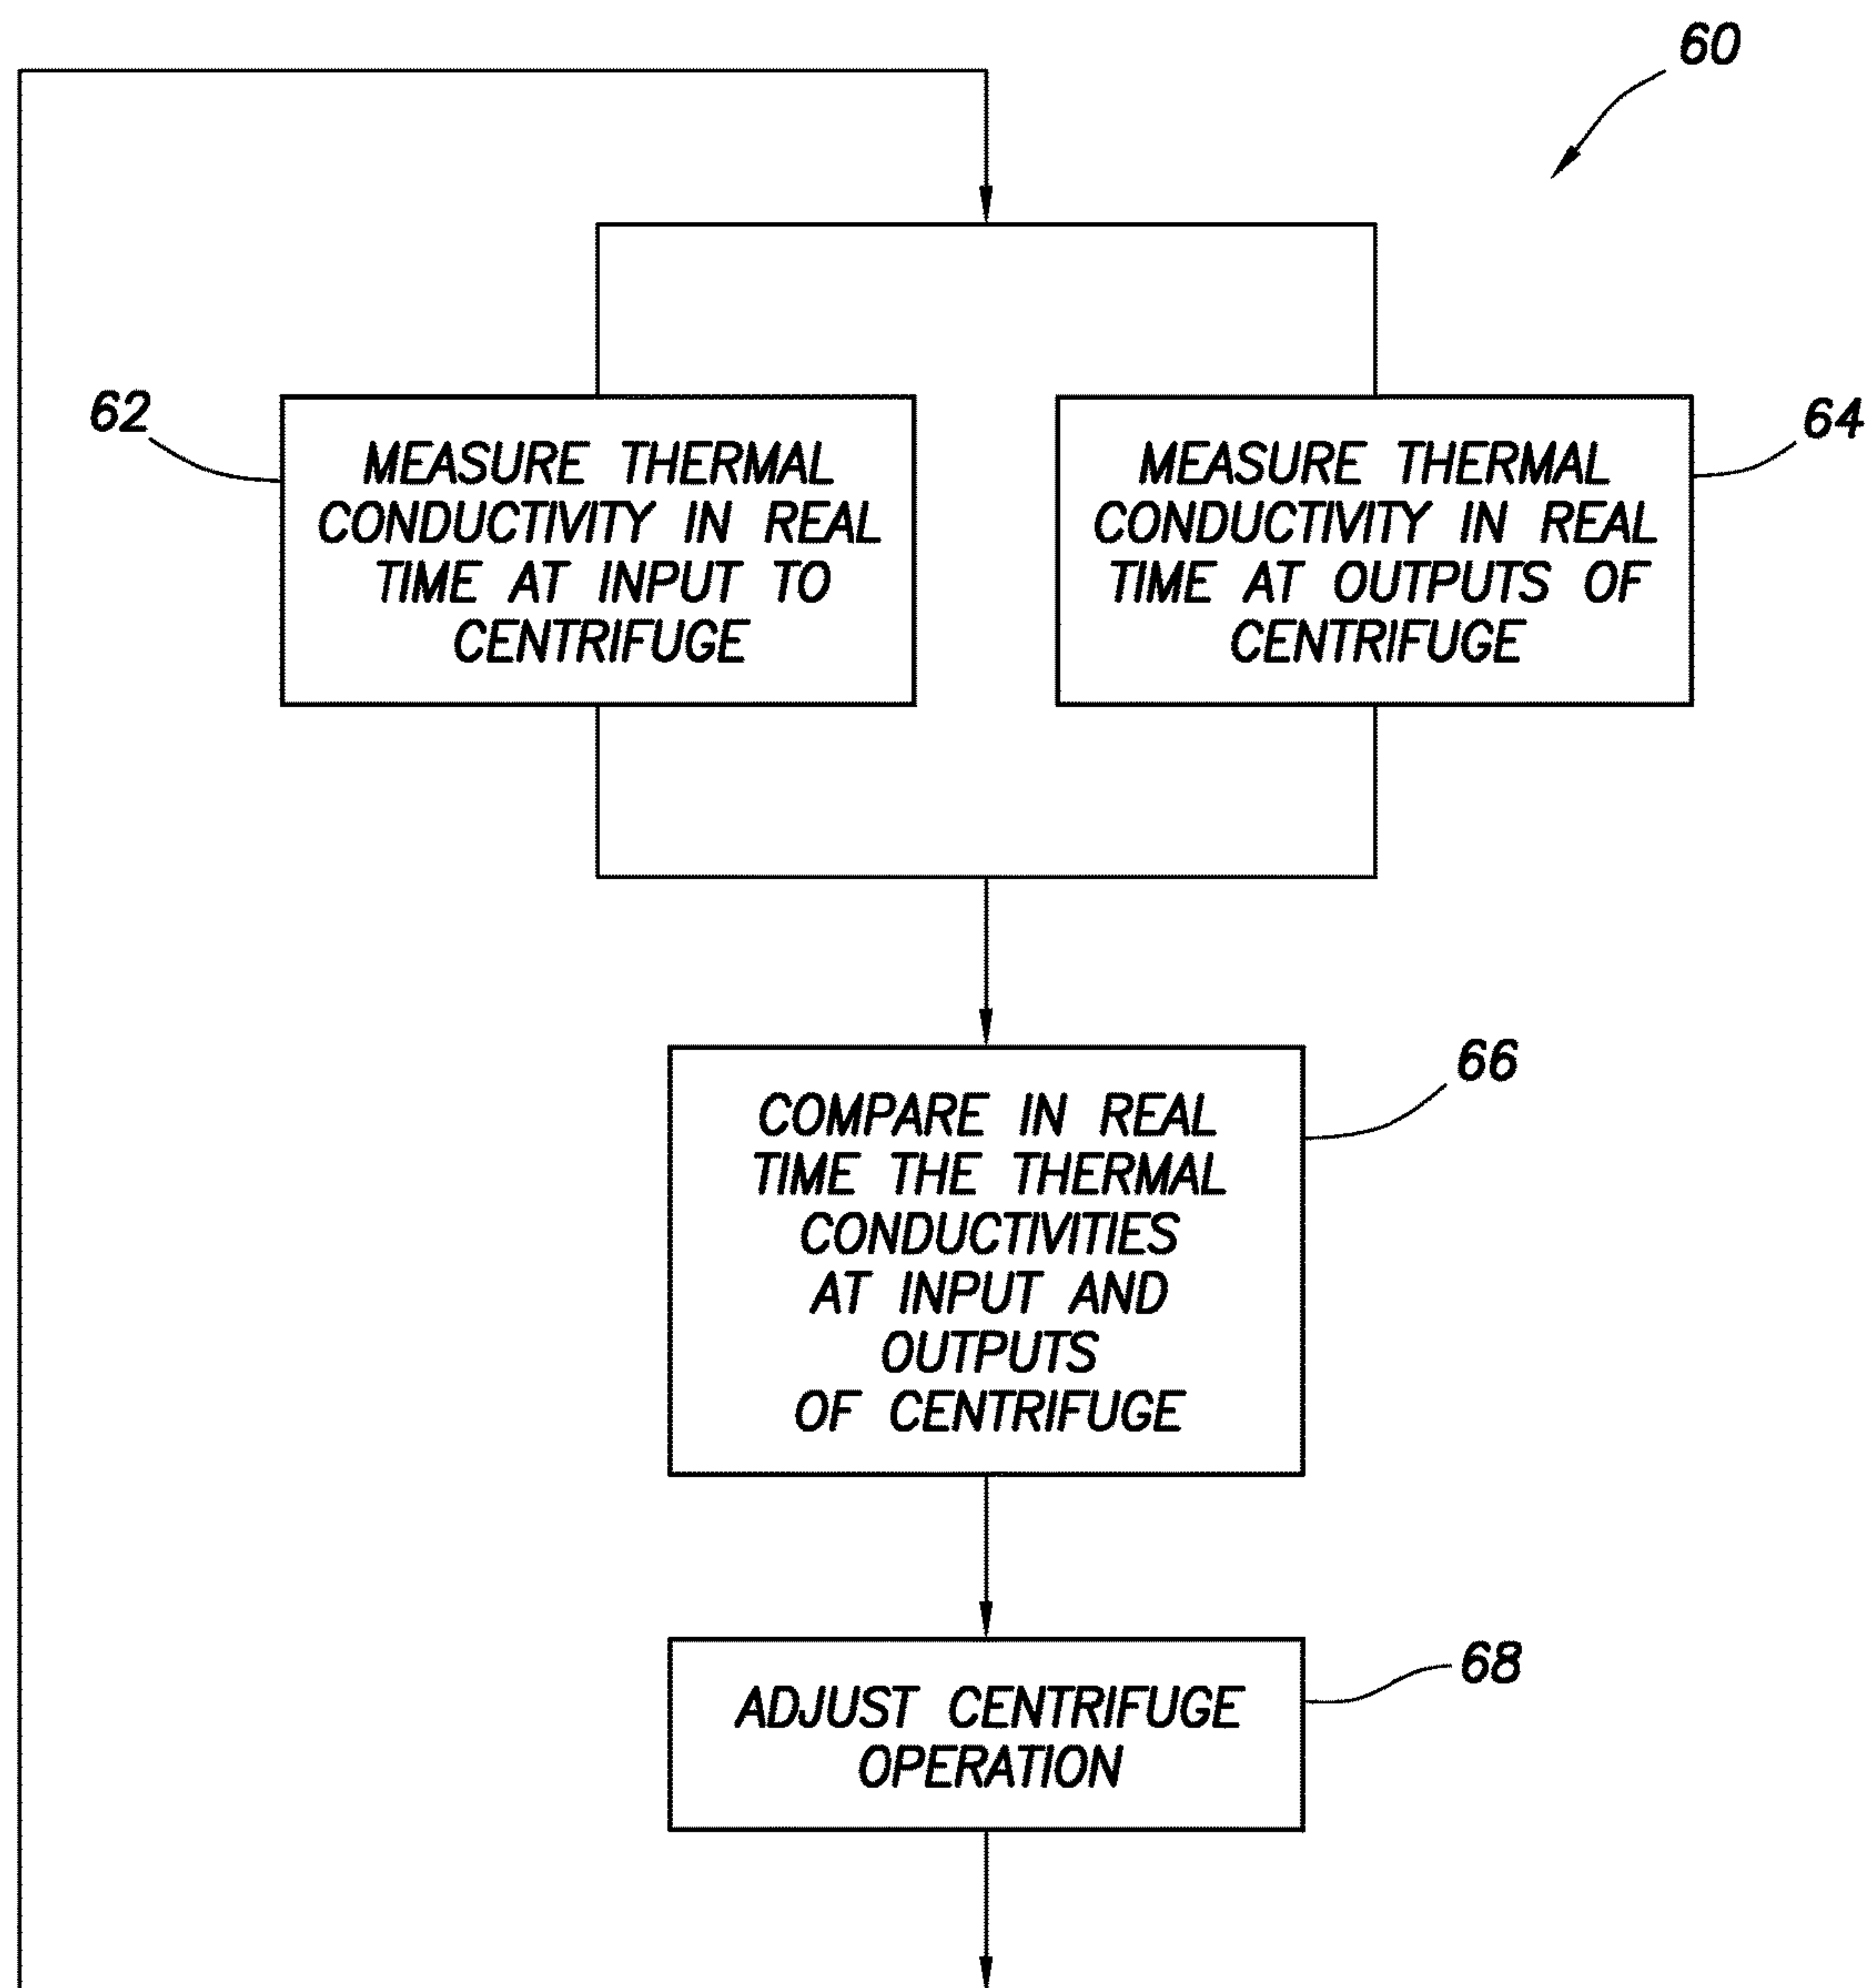 60
62
MEASURE THERMAL
CONDUCTIVITY IN REAL
TIME AT INPUT TO
CENTRIFUGE
64
MEASURE THERMAL
CONDUCTIVITY IN REAL
TIME AT OUTPUTS OF
CENTRIFUGE
66
COMPARE IN REAL
TIME THE THERMAL
CONDUCTIVITIES
AT INPUT AND
OUTPUTS
OF CENTRIFUGE
68
ADJUST CENTRIFUGE
OPERATION